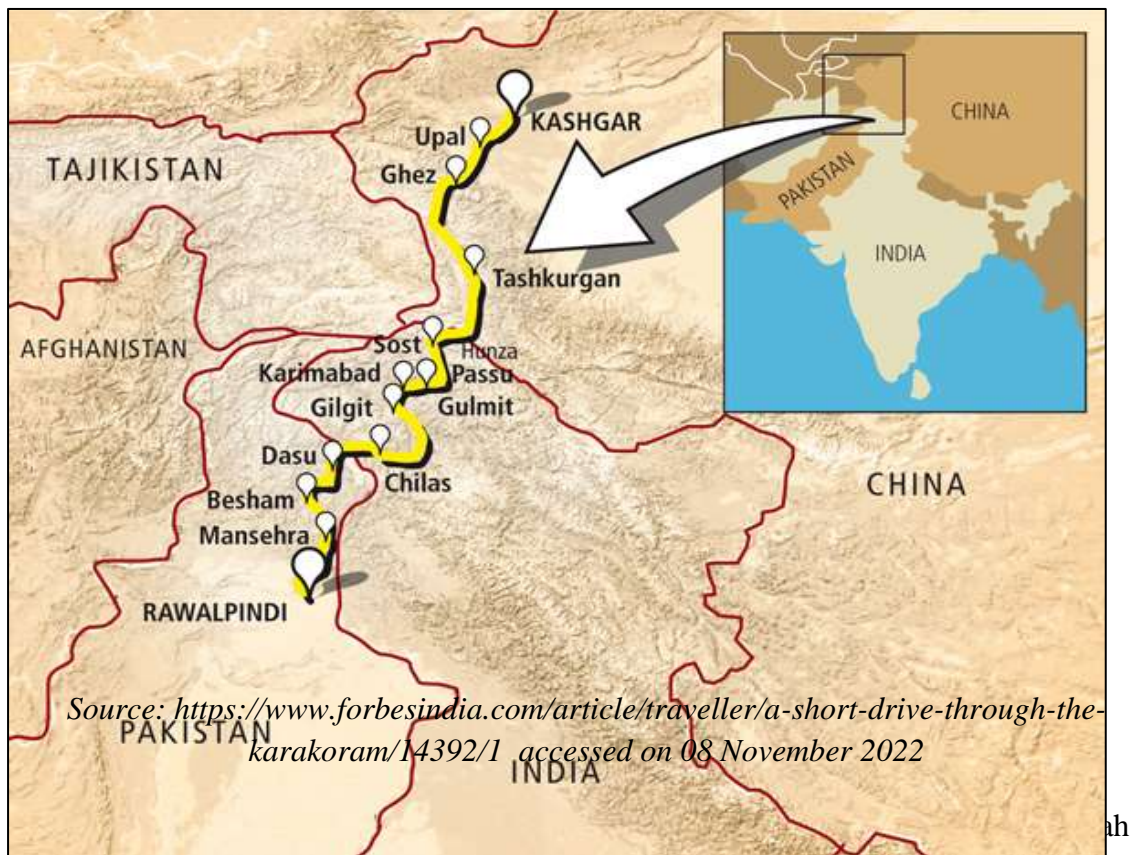 KASHGAR
Upal
Ghez
TAJIKISTAN
CHINA
PAKISTAN
INDIA
Tashkurgan
AFGHANISTAN
Sost
Hunza
Karimabad
Passu
Gilgit
Gulmit
Dasu
Chilas
Besham
CHINA
Mansehra
RAWALPINDI
Source: https://www.forbesindia.com/article/traveller/a-short-drive-through-the-
karakoram/14392/1 accessed on 08 November 2022
PAKISTAN
INDIA